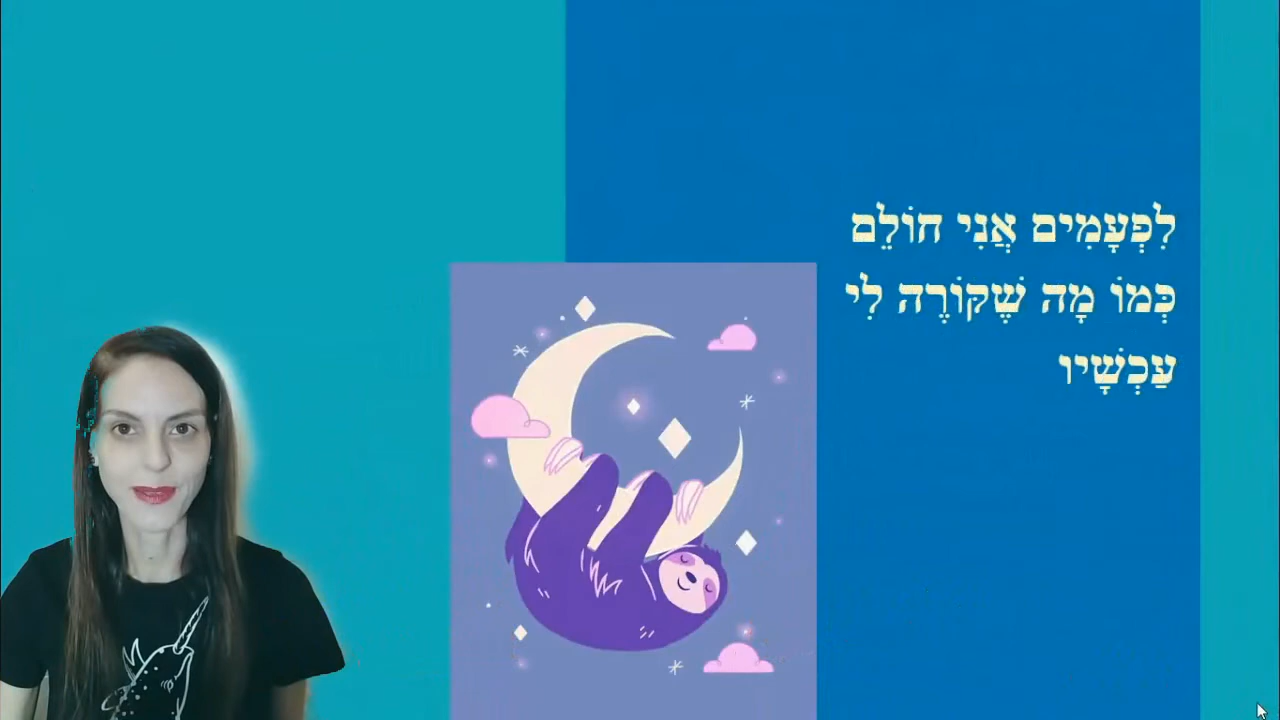 לִפְּעָמִים אֲנִי חוֹלֵם
כְּמוֹ מָה שֶׁקּוֹרֶה לִי
עַכְשָׁיו